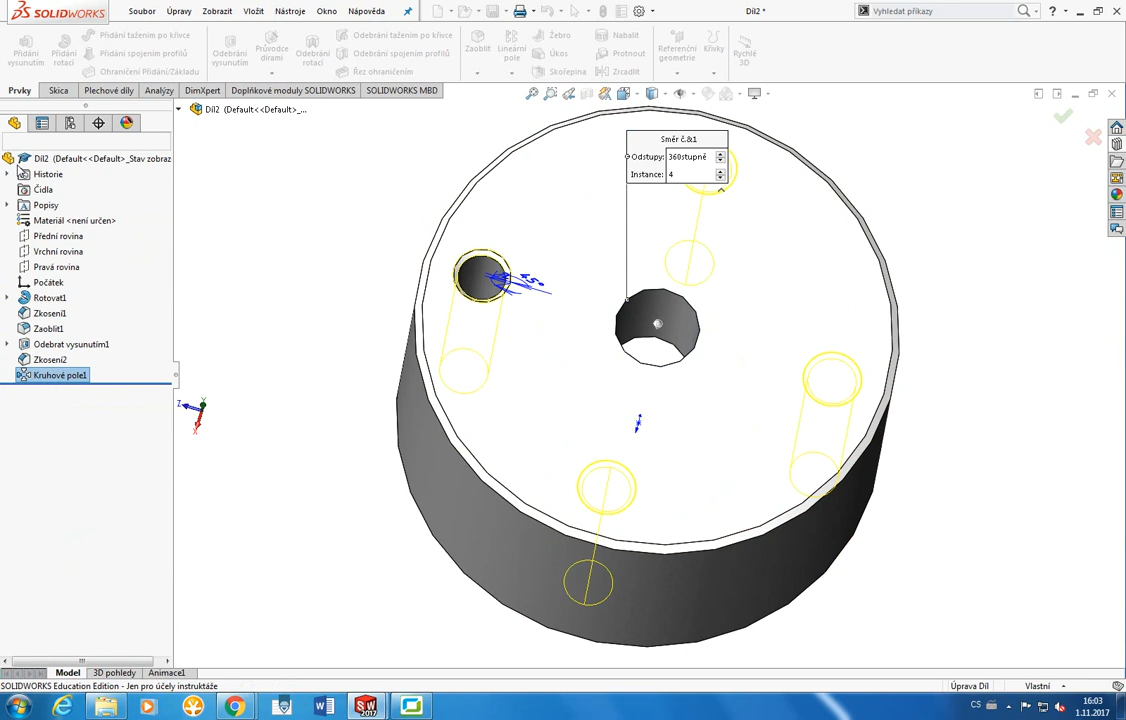 SOLIDWORKS
Soubor Úpravy Zobrazit Vložit Nástroje Okno Nápověda
Díl2 *
Vyhledat příkazy
Přidání vysunutím
Přidání rotací
Přidání tažením po křivce
Přidání spojením profilů
Ohraničení Přidání/Základu
Odebrání vysunutím
Průvodce dírami
Odebrání rotací
Odebrání tažením po křivce
Odebrání spojením profilů
Řez ohraničením
Zaoblit
Lineární pole
Žebro
Úkos
Skořepina
Nabalit
Protnout
Zrcadlit
Referenční geometrie
Křivky
Rychlé 3D
Prvky Skica Plechové díly Analýzy DimXpert Doplňkové moduly SOLIDWORKS SOLIDWORKS MBD
Díl2 (Default<<Default>_...
Díl2 (Default<<Default>_Stav zobraz
Historie
Čidla
Popisy
Materiál <není určen>
Přední rovina
Vrchní rovina
Pravá rovina
Počátek
Rotovat1
Zkosení1
Zaoblit1
Odebrat vysunutím1
Zkosení2
Kruhové pole1
Směr č.&1
Odstupy: 360stupně
Instance: 4
Z
Y
X
Model 3D pohledy Animace1
SOLIDWORKS Education Edition - Jen pro účely instruktáže
Úprava Díl
Vlastní
CS
16:03
1.11.2017